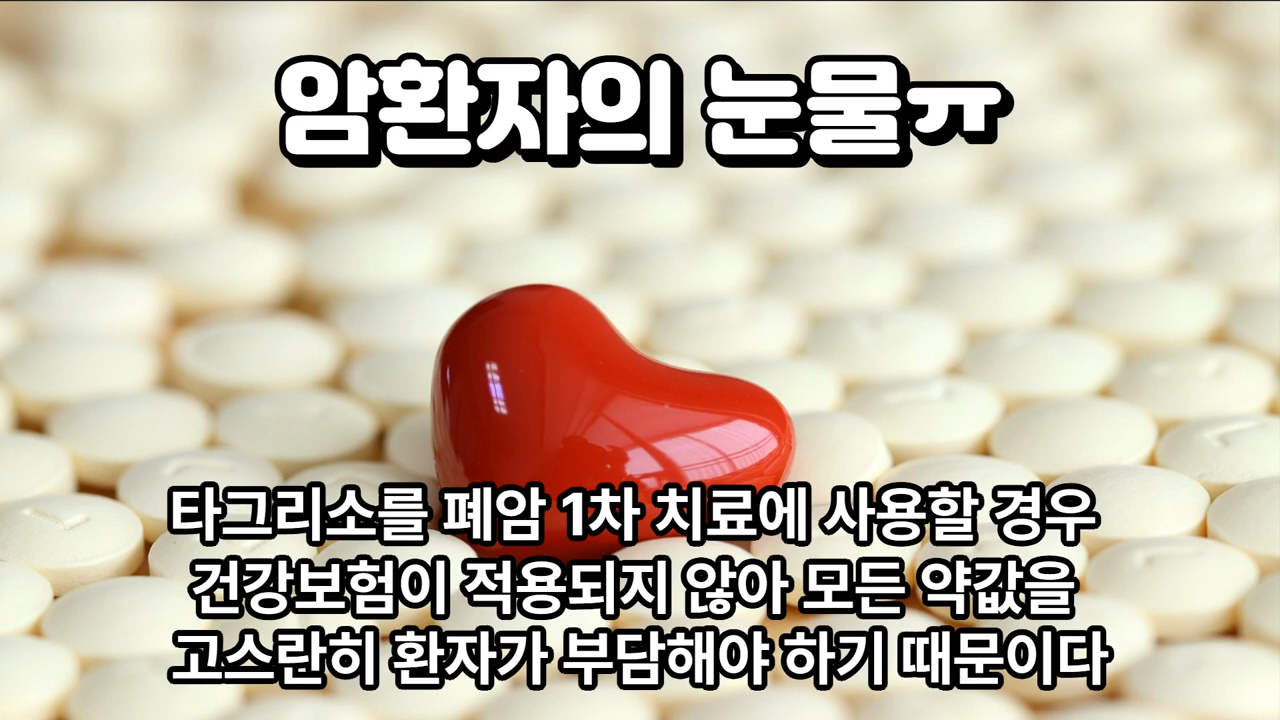 암환자의 눈물ㅠ
타그리소를 폐암 1차 치료에 사용할 경우
건강보험이 적용되지 않아 모든 약값을
고스란히 환자가 부담해야 하기 때문이다